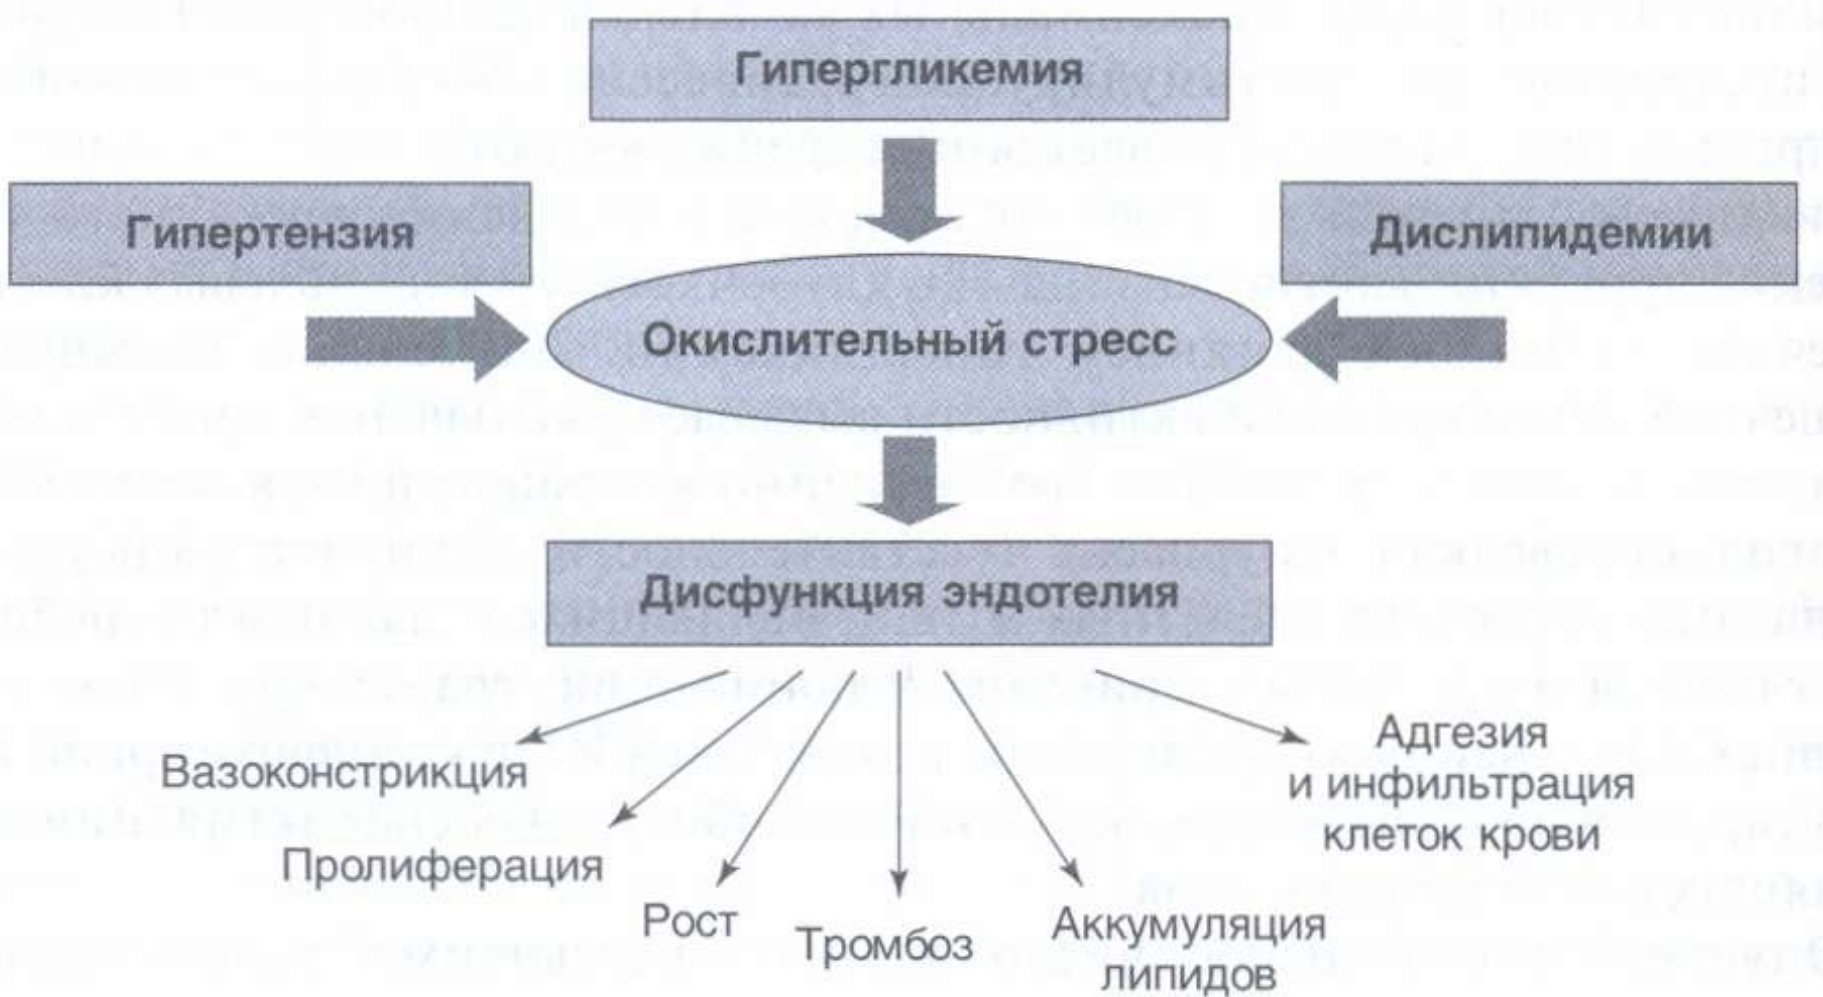 Гипергликемия
Гипертензия
Дислипидемии
Окислительный стресс
Дисфункция эндотелия
Вазоконстрикция
Пролиферация
Рост
Тромбоз
Аккумуляция
липидов
Адгезия
и инфильтрация
клеток крови